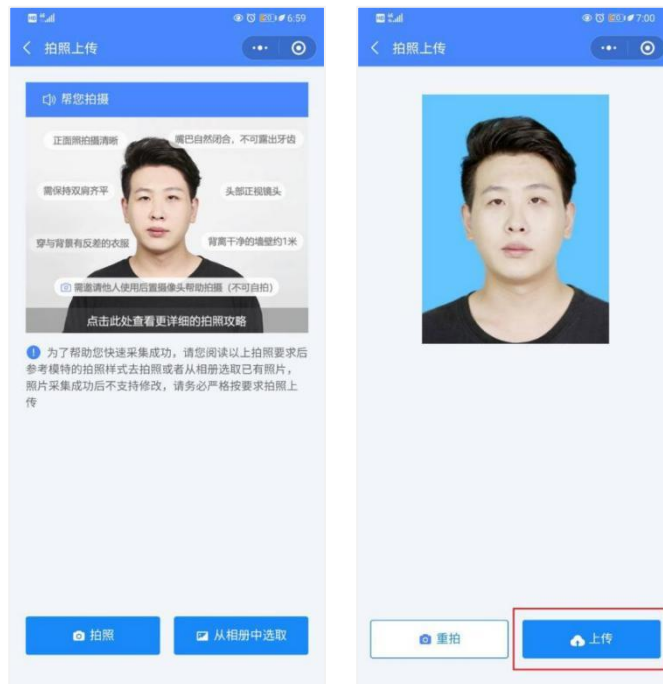 6:59
拍照上传
帮您拍摄
正面照拍摄清晰
嘴巴自然闭合，不可露出牙齿
需保持双肩齐平
头部正视镜头
穿与背景有反差的衣服
背离干净的墙壁约1米
需邀请他人使用后置摄像头帮助拍摄（不可自拍）
点击此处查看更详细的拍照攻略
为了帮助您快速采集成功，请您阅读以上拍照要求后
参考模特的拍照样式去拍照或者从相册选取已有照片，
照片采集成功后不支持修改，请务必严格按要求拍照上
传
拍照
从相册中选取
7:00
拍照上传
重拍
上传